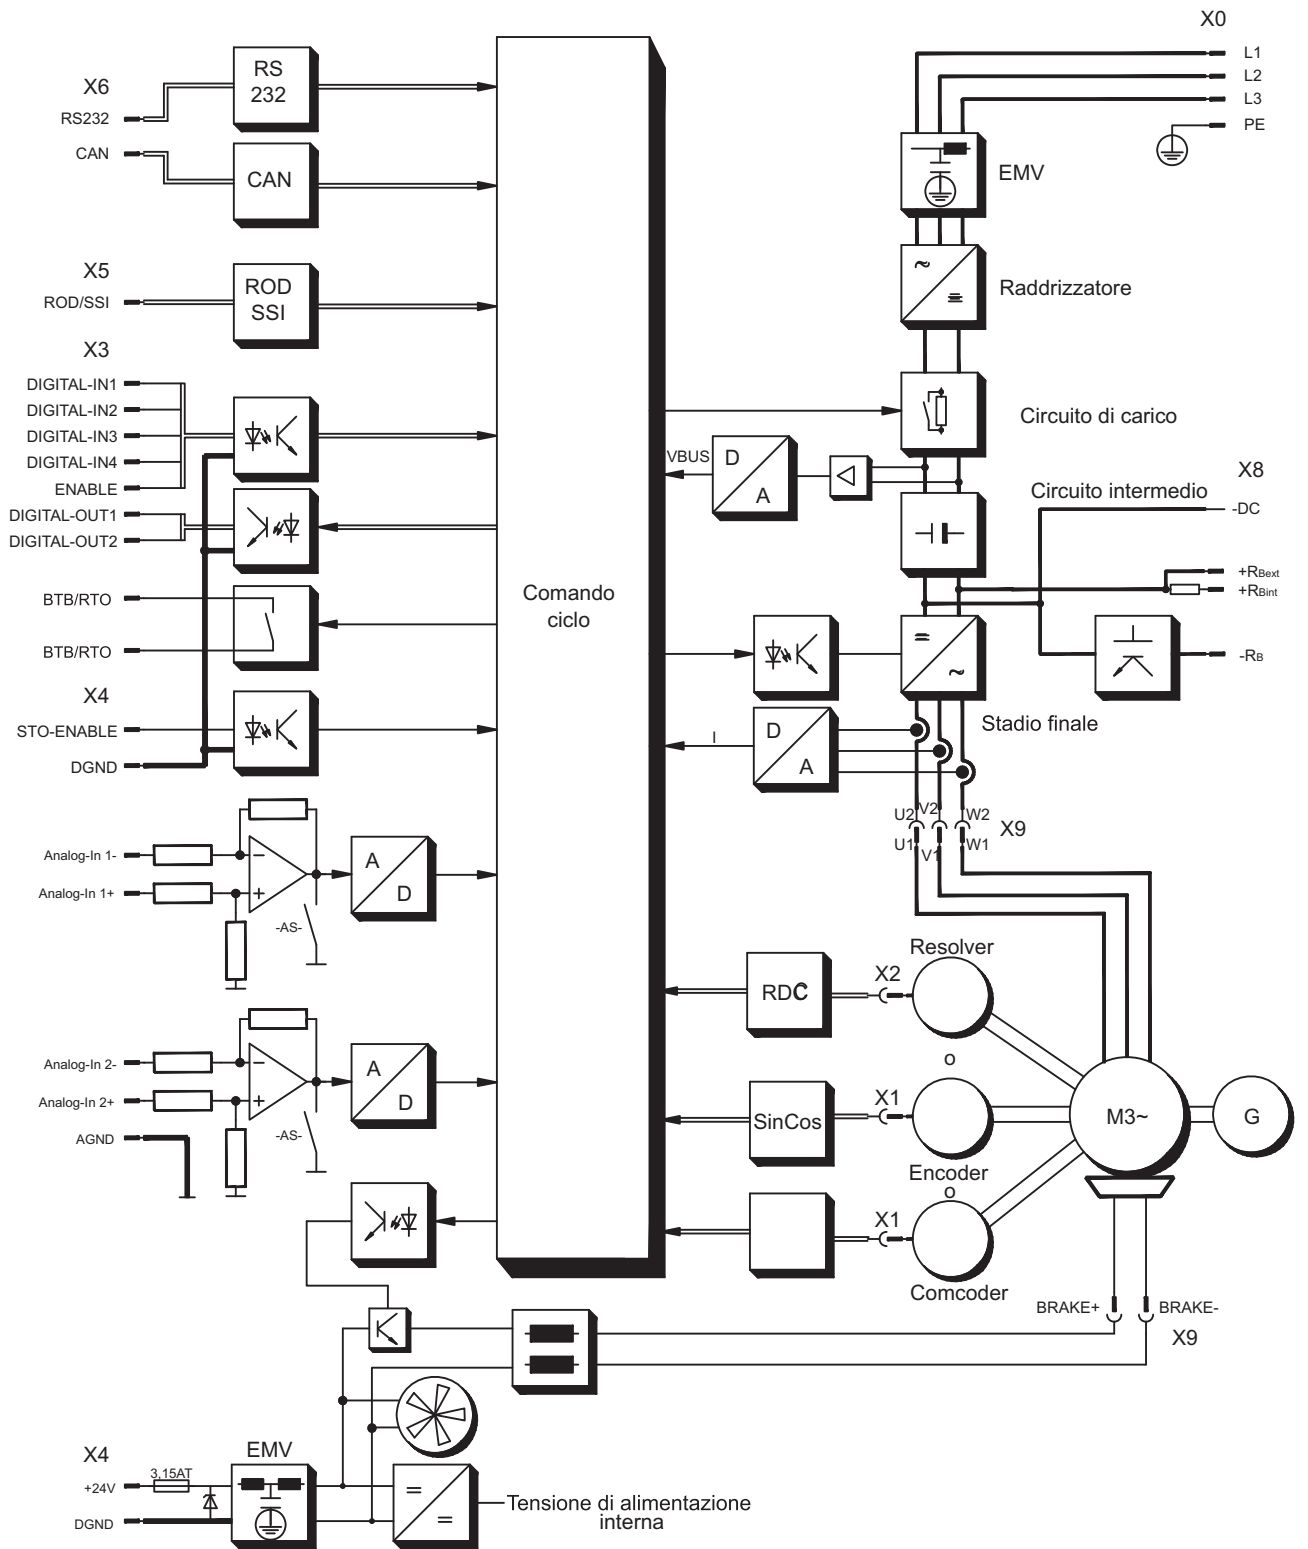 X0
L1
L2
L3
PE
X6
RS232
CAN
RS
232
CAN
EMV
X5
ROD/SSI
ROD
SSI
Raddrizzatore
X3
DIGITAL-IN1
DIGITAL-IN2
DIGITAL-IN3
DIGITAL-IN4
ENABLE
DIGITAL-OUT1
DIGITAL-OUT2
BTB/RTO
BTB/RTO
X4
STO-ENABLE
DGND
Comando
ciclo
Circuito di carico
VBUS
D
A
X8
Circuito intermedio
-DC
+RBext
+RBint
-RB
Stadio finale
I
D
A
U2
V2
W2
X9
U1
V1
W1
Analog-In 1-
Analog-In 1+
-AS-
A
D
Analog-In 2-
Analog-In 2+
AGND
-AS-
A
D
Resolver
RDC
X2
o
SinCos
X1
Encoder
o
X1
Comcoder
M3~
G
BRAKE+
BRAKE-
X9
X4
3,15AT
+24V
DGND
EMV
Tensione di alimentazione
interna